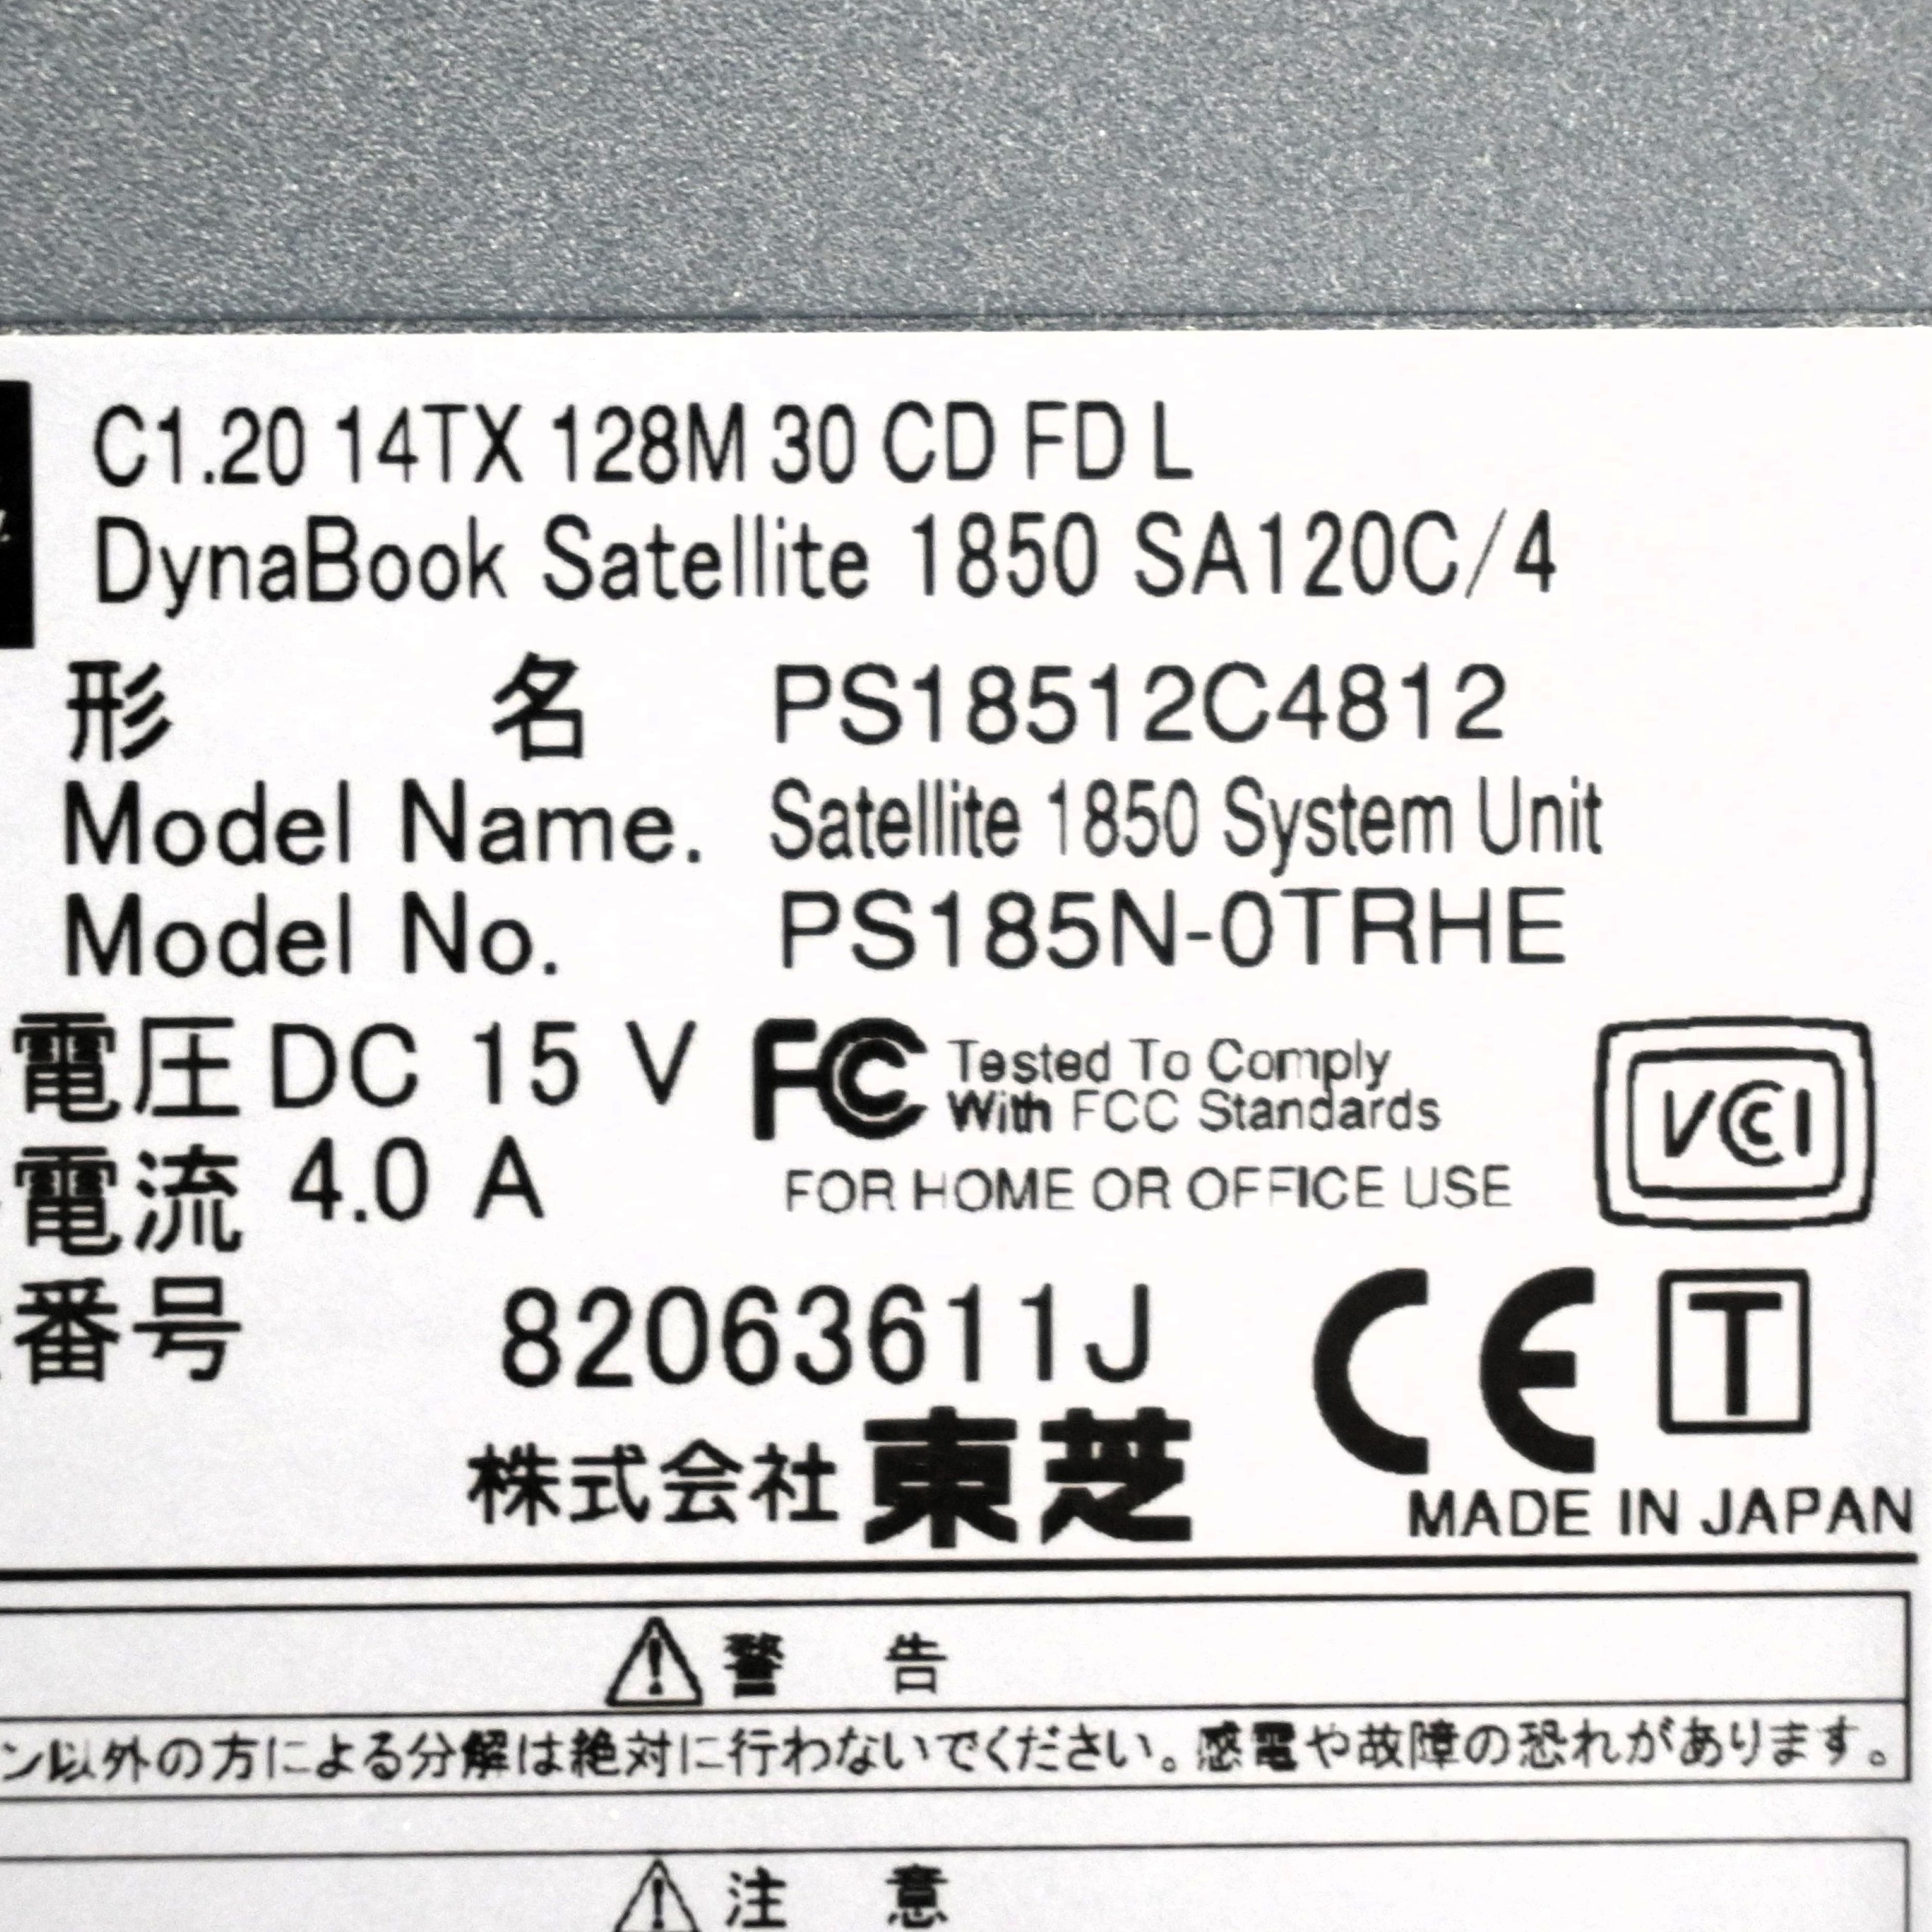 C1.20 14TX 128M 30 CD FD L
DynaBook Satellite 1850 SA120C/4
形 名 PS18512C4812
Model Name. Satellite 1850 System Unit
Model No. PS185N-0TRHE
電圧 DC 15 V
電流 4.0 A
FC Tested To Comply
With FCC Standards
FOR HOME OR OFFICE USE
VCCI
番号 82063611J
CE T
株式会社 東芝
MADE IN JAPAN
⚠ 警 告
ン以外の方による分解は絶対に行わないでください。感電や故障の恐れがあります。
⚠ 注 意